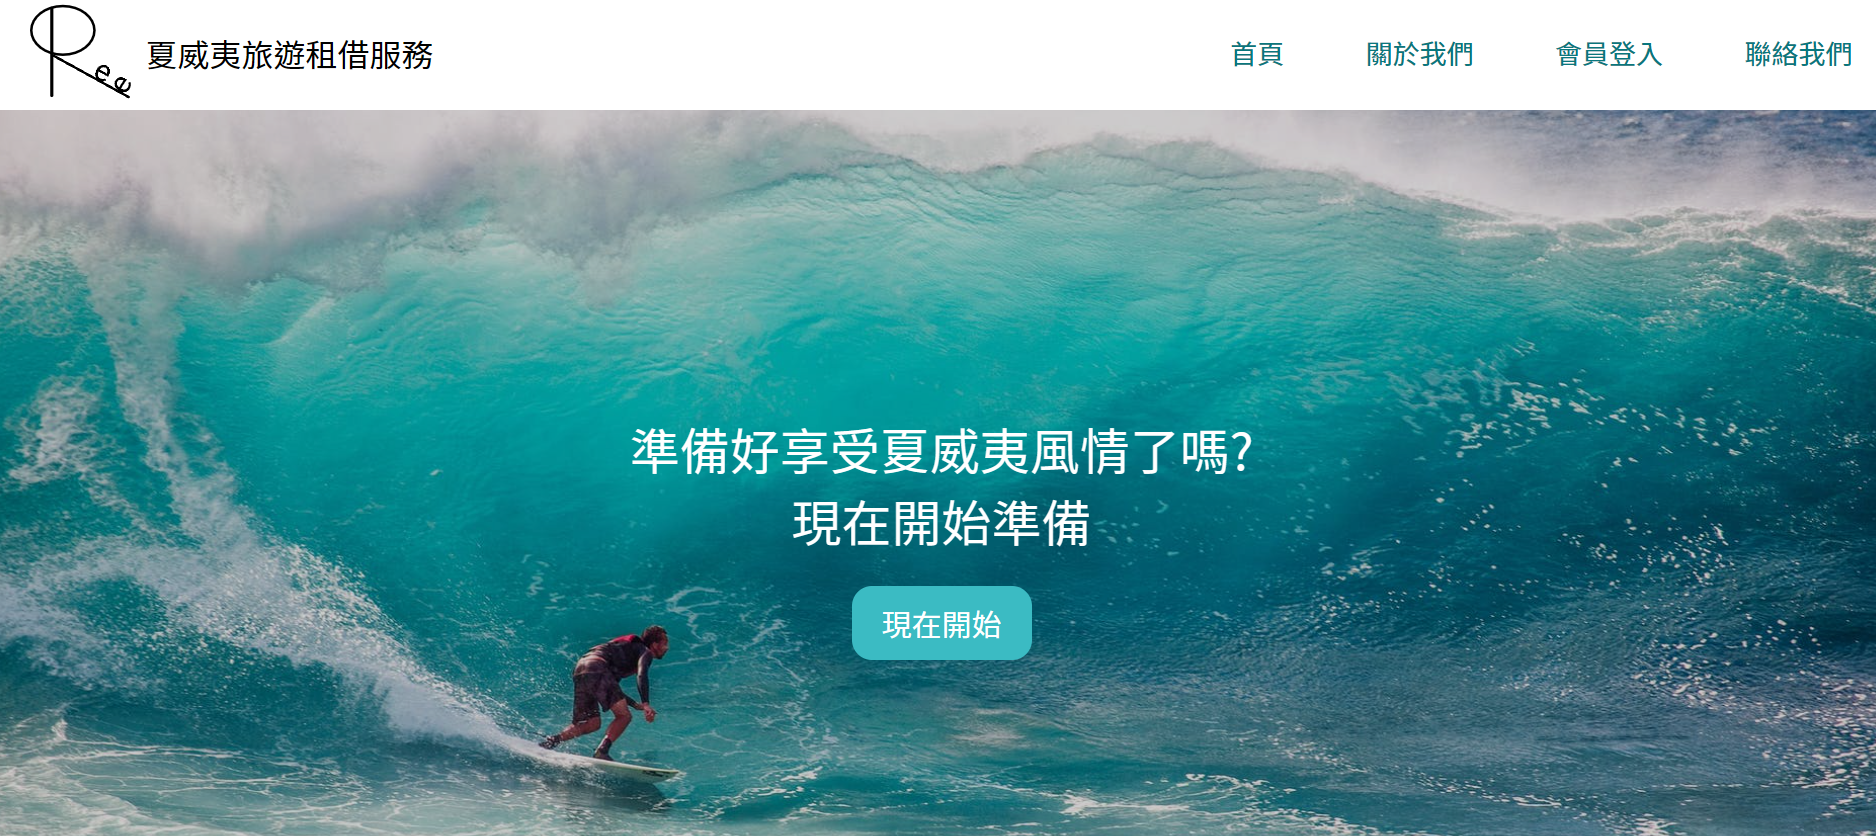 Ree
夏威夷旅遊租借服務
首頁 關於我們 會員登入 聯絡我們
準備好享受夏威夷風情了嗎?
現在開始準備
現在開始